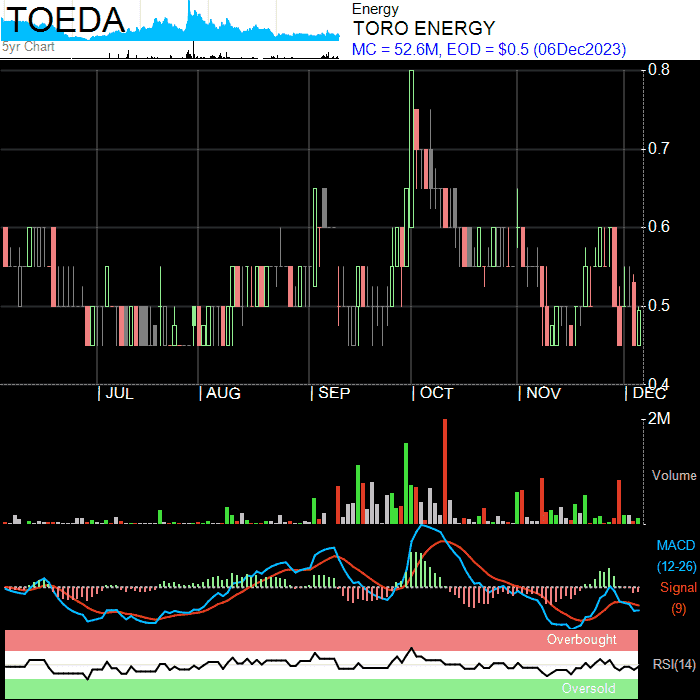 TOEDA
5yr Chart
Energy
TORO ENERGY
MC = 52.6M, EOD = $0.5 (06Dec2023)
0.8
0.7
0.6
0.5
0.4
| JUL | AUG | SEP | OCT | NOV | DEC
2M
Volume
MACD
(12-26)
Signal
(9)
Overbought
RSI(14)
Oversold